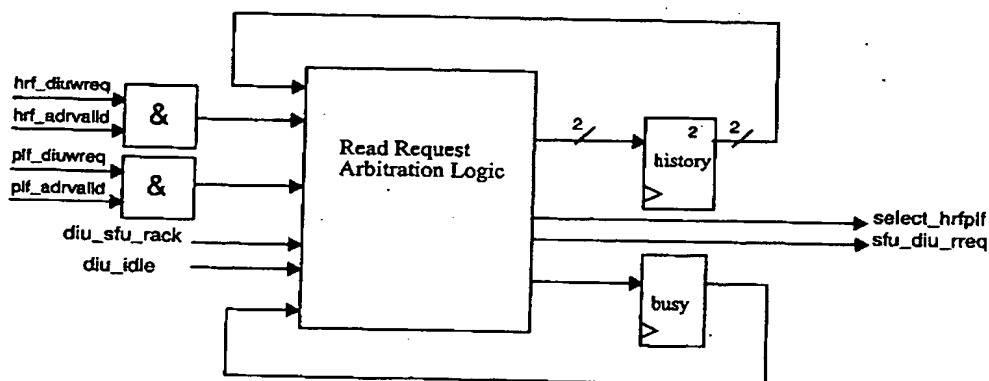 hrf_diuwreq
hrf_adrvalid
&
plf_diuwreq
plf_adrvalid
&
diu_sfu_rack
diu_idle
Read Request
Arbitration Logic
2
2
2
history
select_hrfplf
sfu_diu_rreq
busy